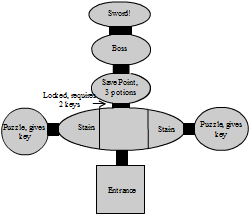 Sword!
Boss
Save Point,
3 potions
Locked, requires
2 keys
Puzzle, gives
key
Stairs
Stairs
Puzzle, gives
key
Entrance